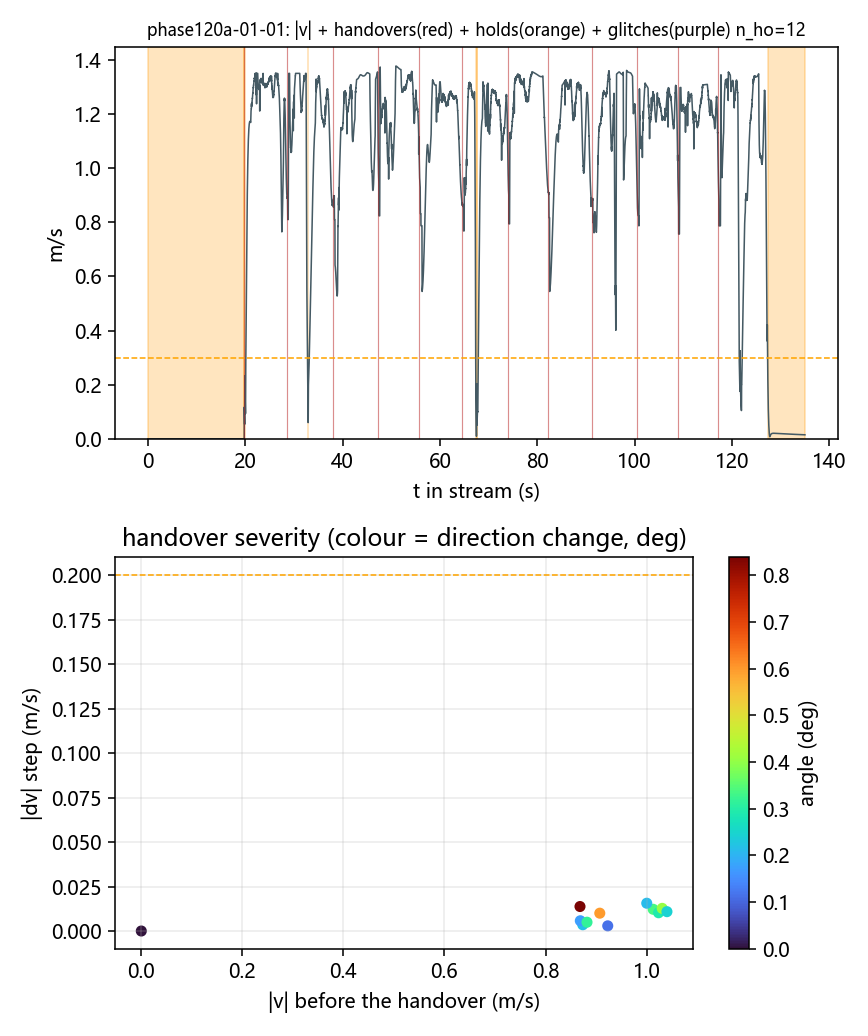 phase120a-01-01: |v| + handovers(red) + holds(orange) + glitches(purple) n_ho=12
1.4
1.2
1.0
0.8
0.6
0.4
0.2
0.0
m/s
0 20 40 60 80 100 120 140
t in stream (s)
handover severity (colour = direction change, deg)
0.200
0.175
0.150
0.125
0.100
0.075
0.050
0.025
0.000
|dv| step (m/s)
0.0 0.2 0.4 0.6 0.8 1.0
|v| before the handover (m/s)
0.8
0.7
0.6
0.5
0.4
0.3
0.2
0.1
0.0
angle (deg)